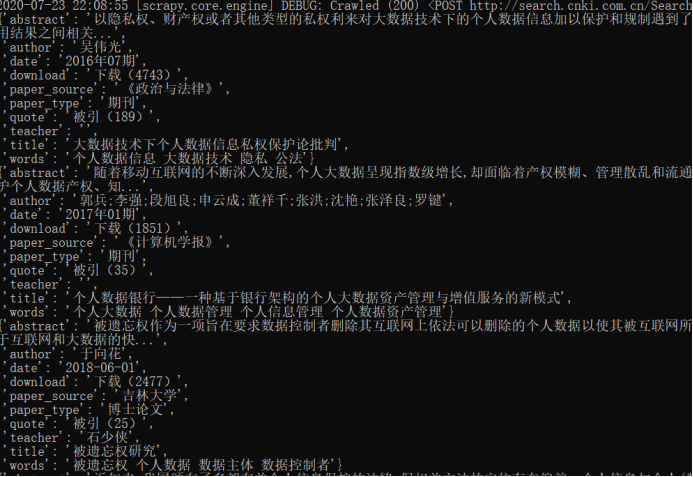 2020-07-23 22:08:55 [scrapy.core.engine] DEBUG: Crawled (200) <POST http://search.cnki.com.cn/Search
{'abstract': '以隐私权、财产权或者其他类型的私权利来对大数据技术下的个人数据信息加以保护和规制遇到了
用结果之间相关...',
'author': '吴伟光',
'date': '2016年07期',
'download': '下载（4743）',
'paper_source': '《政治与法律》',
'paper_type': '期刊',
'quote': '被引（189）',
'teacher': '',
'title': '大数据技术下个人数据信息私权保护论批判',
'words': '个人数据信息 大数据技术 隐私 公法'}
{'abstract': '随着移动互联网的不断深入发展,个人大数据呈现指数级增长,却面临着产权模糊、管理散乱和流通
护个人数据产权、知...',
'author': '郭兵;李强;段旭良;申云成;董祥千;张洪;沈艳;张泽良;罗键',
'date': '2017年01期',
'download': '下载（1851）',
'paper_source': '《计算机学报》',
'paper_type': '期刊',
'quote': '被引（35）',
'teacher': '',
'title': '个人数据银行——一种基于银行架构的个人大数据资产管理与增值服务的新模式',
'words': '个人大数据 个人数据管理 个人信息管理 个人数据资产管理'}
{'abstract': '被遗忘权作为一项旨在要求数据控制者删除其互联网上依法可以删除的个人数据以使其被互联网所
于互联网和大数据的快...',
'author': '于向花',
'date': '2018-06-01',
'download': '下载（2477）',
'paper_source': '吉林大学',
'paper_type': '博士论文',
'quote': '被引（25）',
'teacher': '石少侠',
'title': '被遗忘权研究',
'words': '被遗忘权 个人数据 数据主体 数据控制者'}